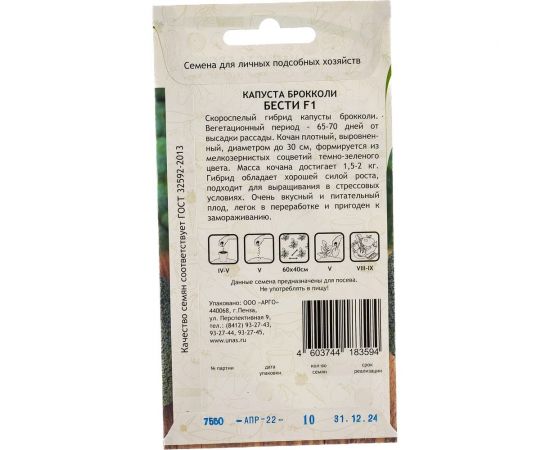 Семена для личных подсобных хозяйств
КАПУСТА БРОККОЛИ
БЕСТИ F1
Скороспелый гибрид капусты брокколи.
Вегетационный период - 65-70 дней от
высадки рассады. Кочан плотный, выровнен-
ный, диаметром до 30 см, формируется из
мелкозернистых соцветий темно-зеленого
цвета. Масса кочана достигает 1,5-2 кг.
Гибрид обладает хорошей силой роста,
подходит для выращивания в стрессовых
условиях. Очень вкусный и питательный
плод, легок в переработке и пригоден к
замораживанию.
IV-V V 60х40см V VIII-IX
Данные семена предназначены для посева.
Не употреблять в пищу!
Упаковано: ООО «АРГО»
440068, г.Пенза,
ул. Перспективная 9,
тел.: (8412) 93-27-43,
93-27-44, 93-27-45,
www.unas.ru
4 603744 183594
№ партии дата упаковки кол-во семян срок реализации
7550 - АПР-22- 10 31.12.24
Качество семян соответствует ГОСТ 32592-2013